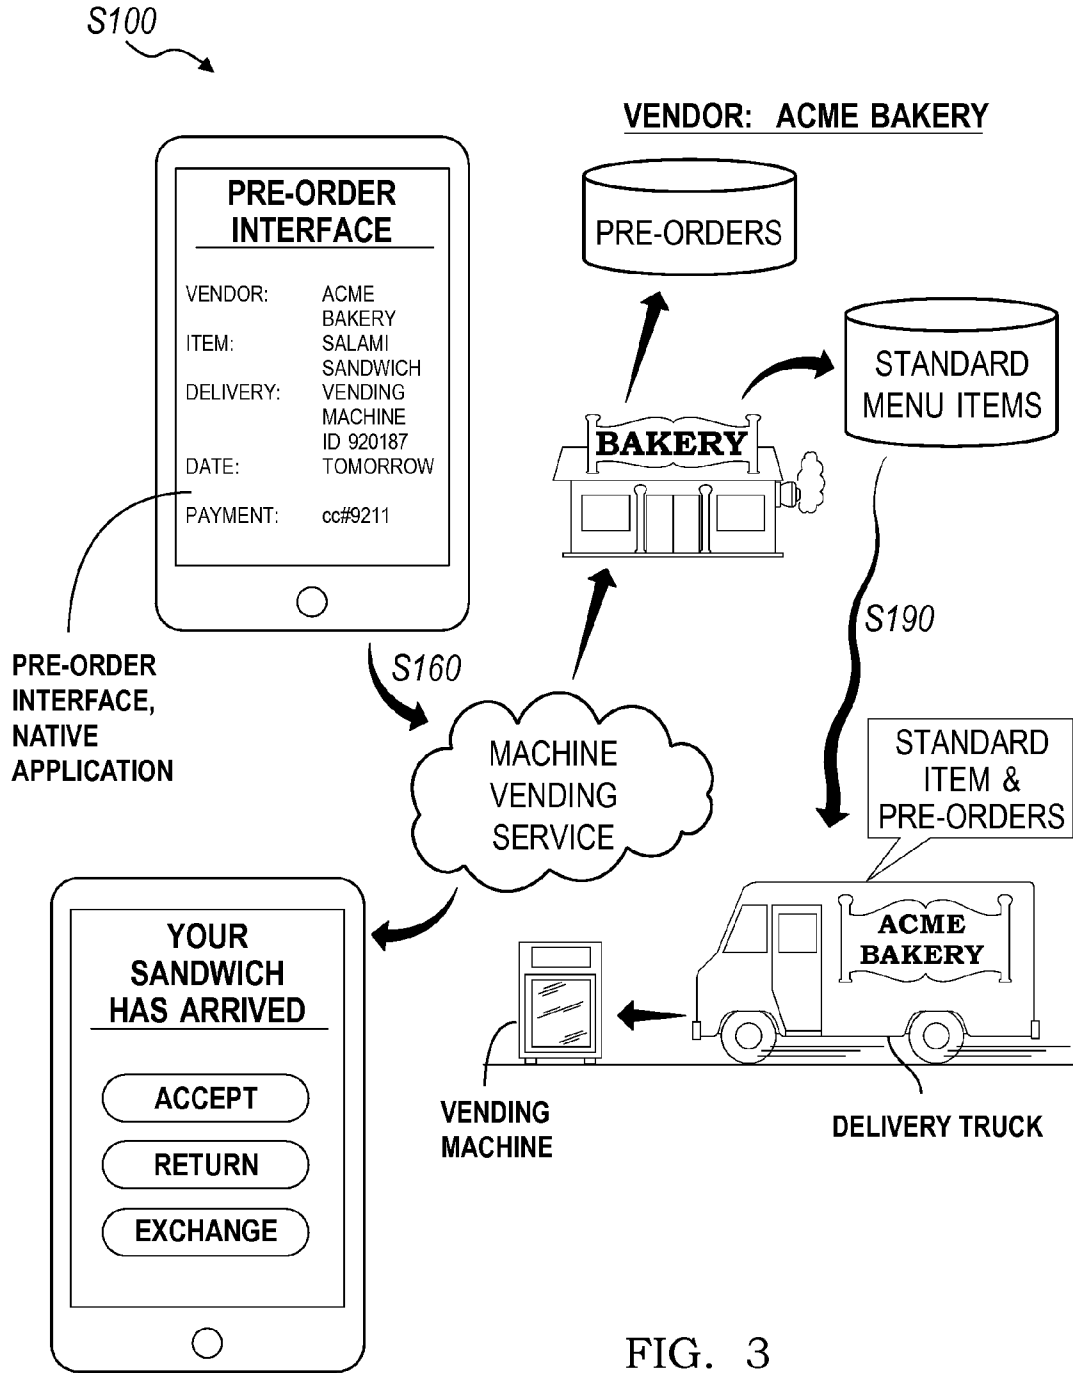 S100
VENDOR: ACME BAKERY
PRE-ORDER
INTERFACE
VENDOR: ACME
BAKERY
ITEM: SALAMI
SANDWICH
DELIVERY: VENDING
MACHINE
ID 920187
DATE: TOMORROW
PAYMENT: cc#9211
PRE-ORDERS
STANDARD
MENU ITEMS
BAKERY
S190
S160
PRE-ORDER
INTERFACE,
NATIVE
APPLICATION
MACHINE
VENDING
SERVICE
STANDARD
ITEM &
PRE-ORDERS
ACME
BAKERY
YOUR
SANDWICH
HAS ARRIVED
ACCEPT
RETURN
EXCHANGE
VENDING
MACHINE
DELIVERY TRUCK
FIG. 3